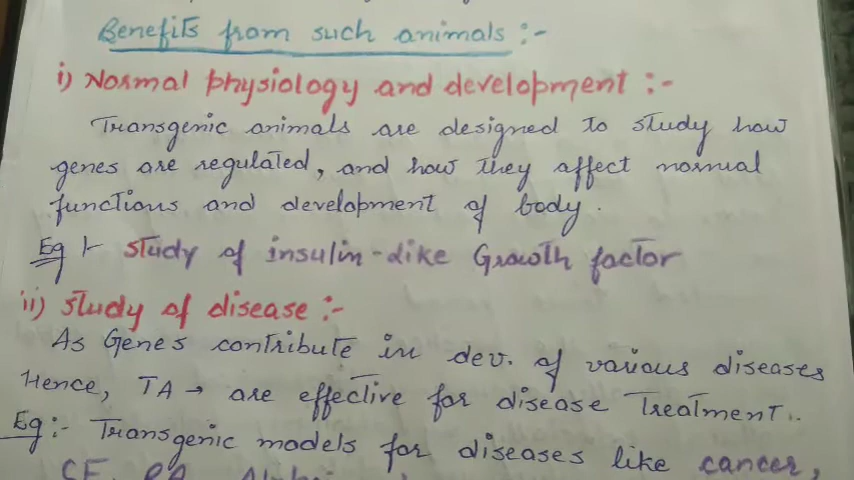 Benefits from such animals :-
i) Normal physiology and development :-
Transgenic animals are designed to study how
genes are regulated, and how they affect normal
functions and development of body.
Eg :- Study of insulin-like Growth factor
ii) Study of disease :-
As Genes contribute in dev. of various diseases
Hence, TA → are effective for disease Treatment..
Eg:- Transgenic models for diseases like cancer,
CF, RA,